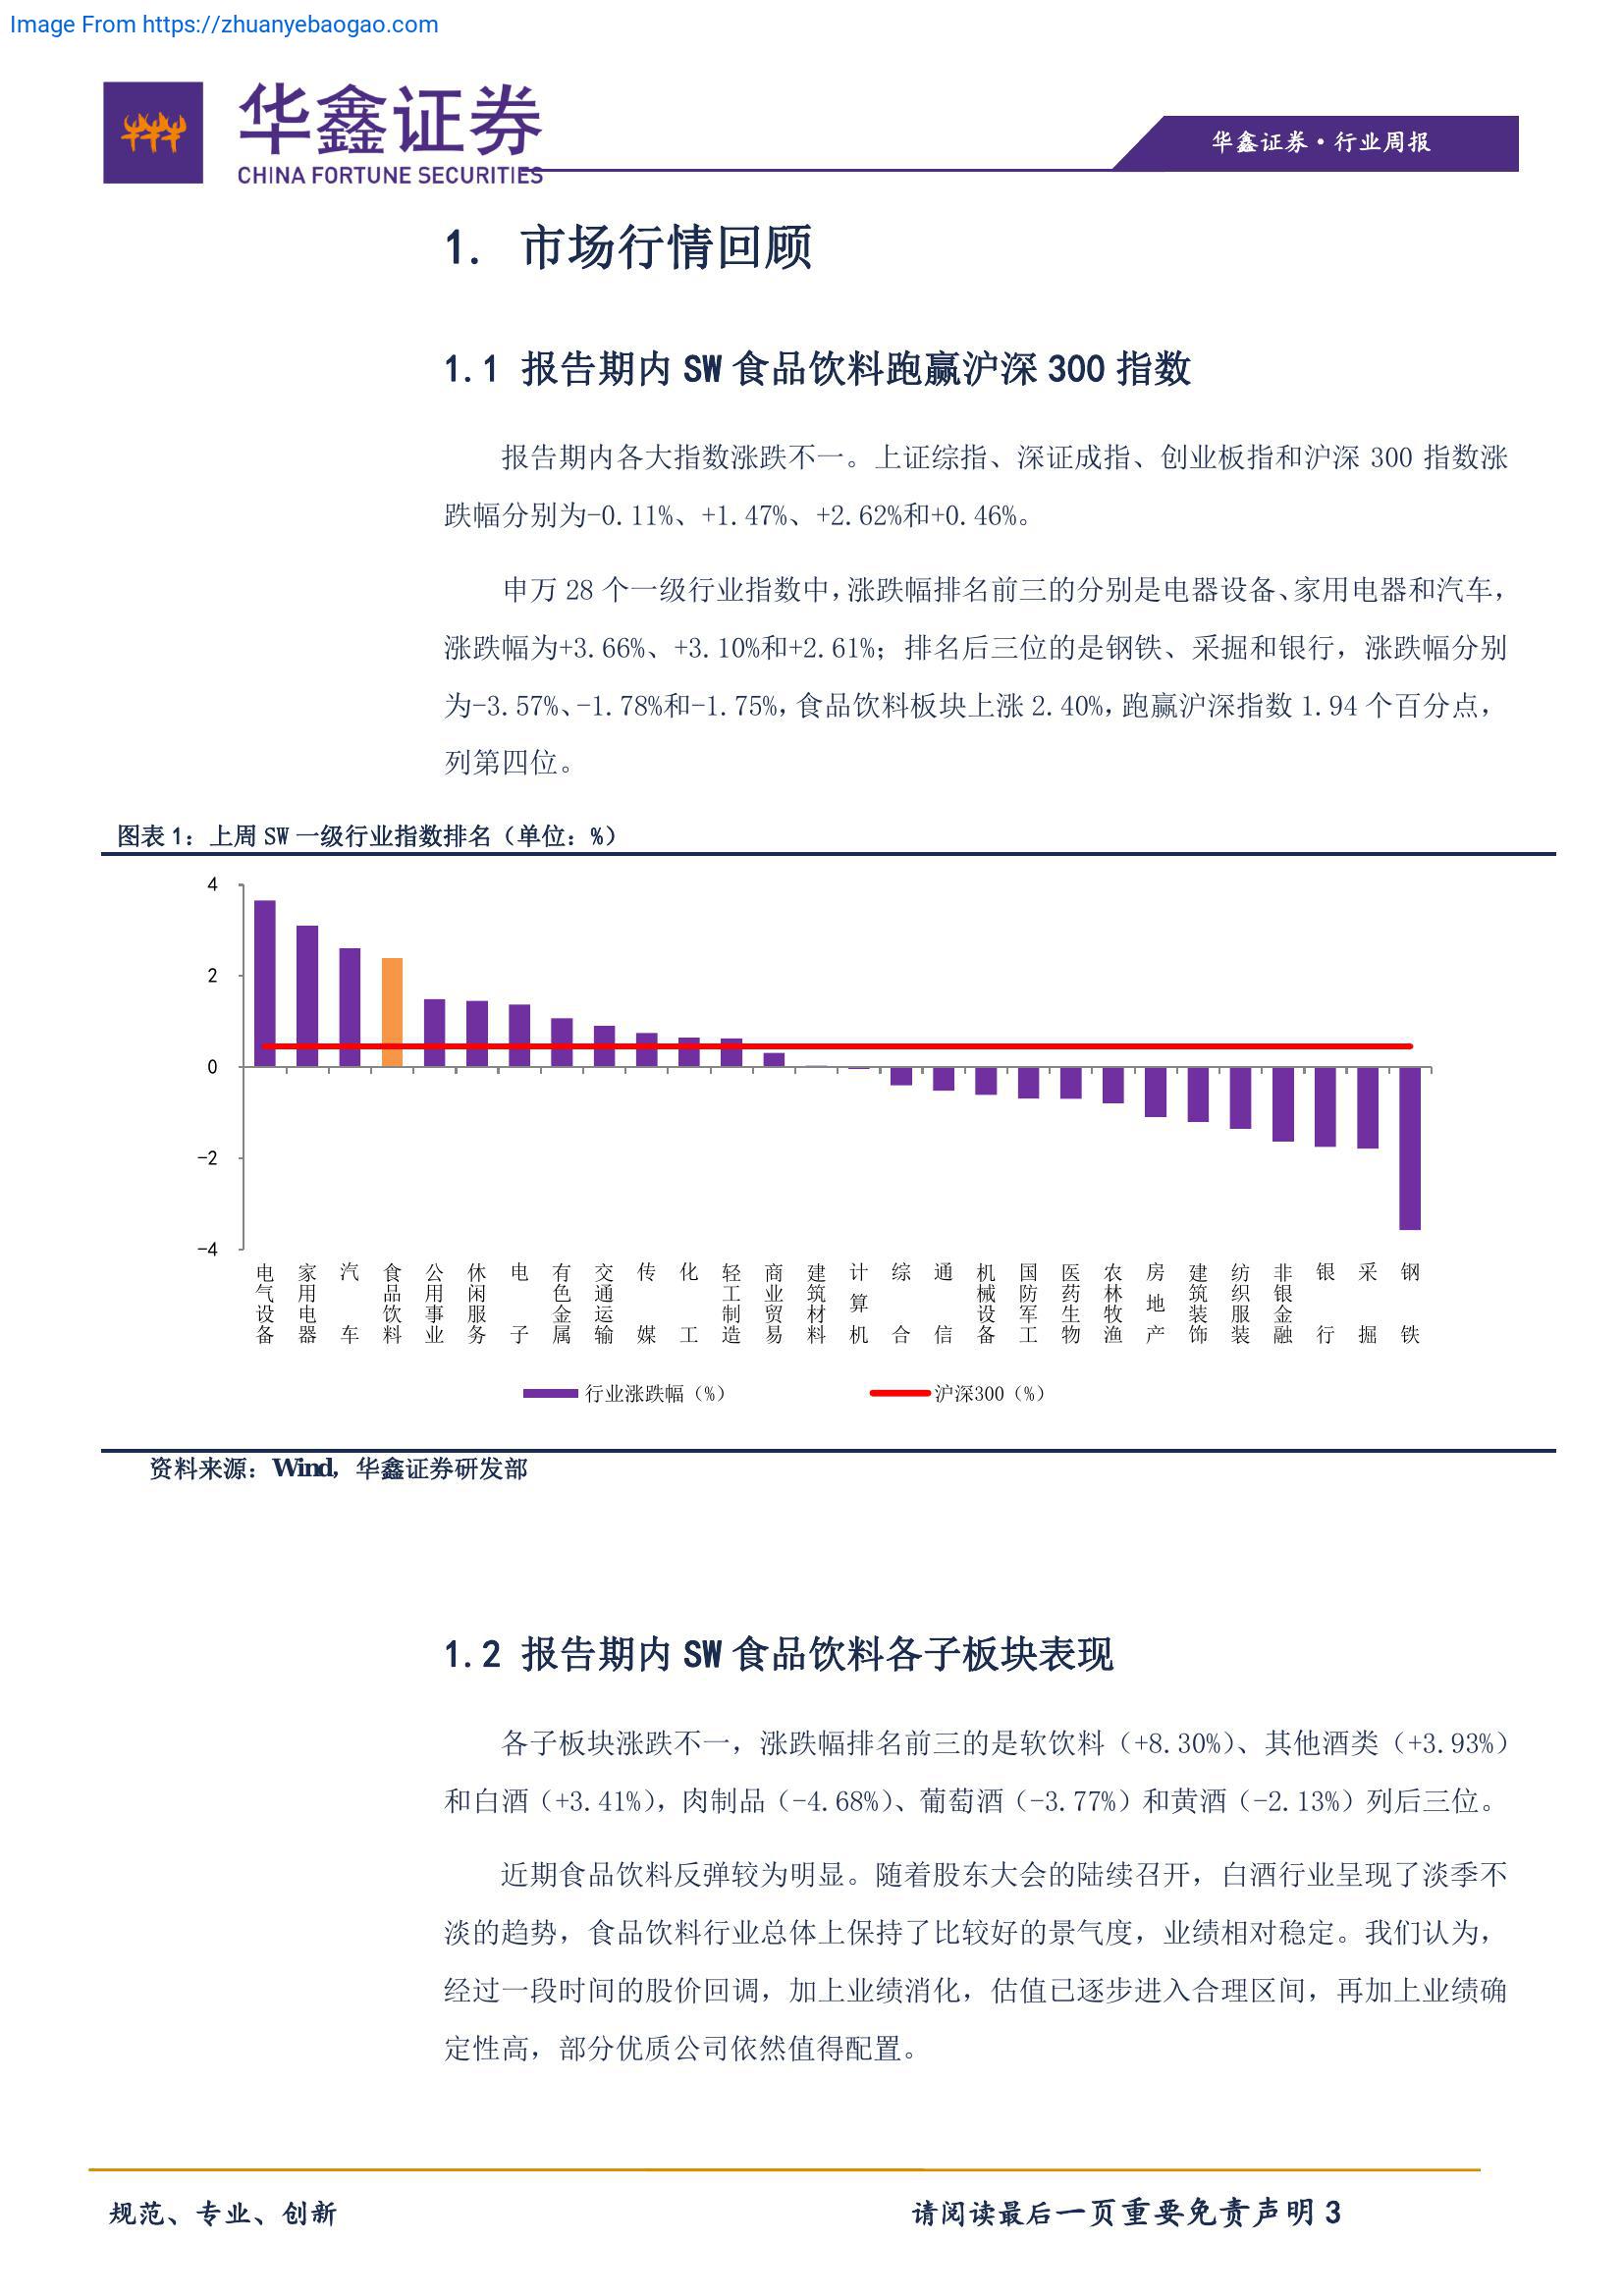 Image From https://zhuanyebaogao.com
华鑫证券
CHINA FORTUNE SECURITIES
华鑫证券·行业周报
1. 市场行情回顾
1.1 报告期内 SW 食品饮料跑赢沪深 300 指数
报告期内各大指数涨跌不一。上证综指、深证成指、创业板指和沪深 300 指数涨
跌幅分别为-0.11%、+1.47%、+2.62%和+0.46%。
申万 28 个一级行业指数中，涨跌幅排名前三的分别是电器设备、家用电器和汽车，
涨跌幅为+3.66%、+3.10%和+2.61%；排名后三位的是钢铁、采掘和银行，涨跌幅分别
为-3.57%、-1.78%和-1.75%，食品饮料板块上涨 2.40%，跑赢沪深指数 1.94 个百分点，
列第四位。
图表 1：上周 SW 一级行业指数排名（单位：%）
4
2
0
-2
-4
电气设备
家用电器
汽车
食品饮料
公用事业
休闲服务
电子
有色金属
交通运输
传媒
化工
轻工制造
商业贸易
建筑材料
计算机
综合
通信
机械设备
国防军工
医药生物
农林牧渔
房地产
建筑装饰
纺织服装
非银金融
银行
采掘
钢铁
行业涨跌幅（%）
沪深300（%）
资料来源：Wind，华鑫证券研发部
1.2 报告期内 SW 食品饮料各子板块表现
各子板块涨跌不一，涨跌幅排名前三的是软饮料（+8.30%）、其他酒类（+3.93%）
和白酒（+3.41%），肉制品（-4.68%）、葡萄酒（-3.77%）和黄酒（-2.13%）列后三位。
近期食品饮料反弹较为明显。随着股东大会的陆续召开，白酒行业呈现了淡季不
淡的趋势，食品饮料行业总体上保持了比较好的景气度，业绩相对稳定。我们认为，
经过一段时间的股价回调，加上业绩消化，估值已逐步进入合理区间，再加上业绩确
定性高，部分优质公司依然值得配置。
规范、专业、创新
请阅读最后一页重要免责声明 3